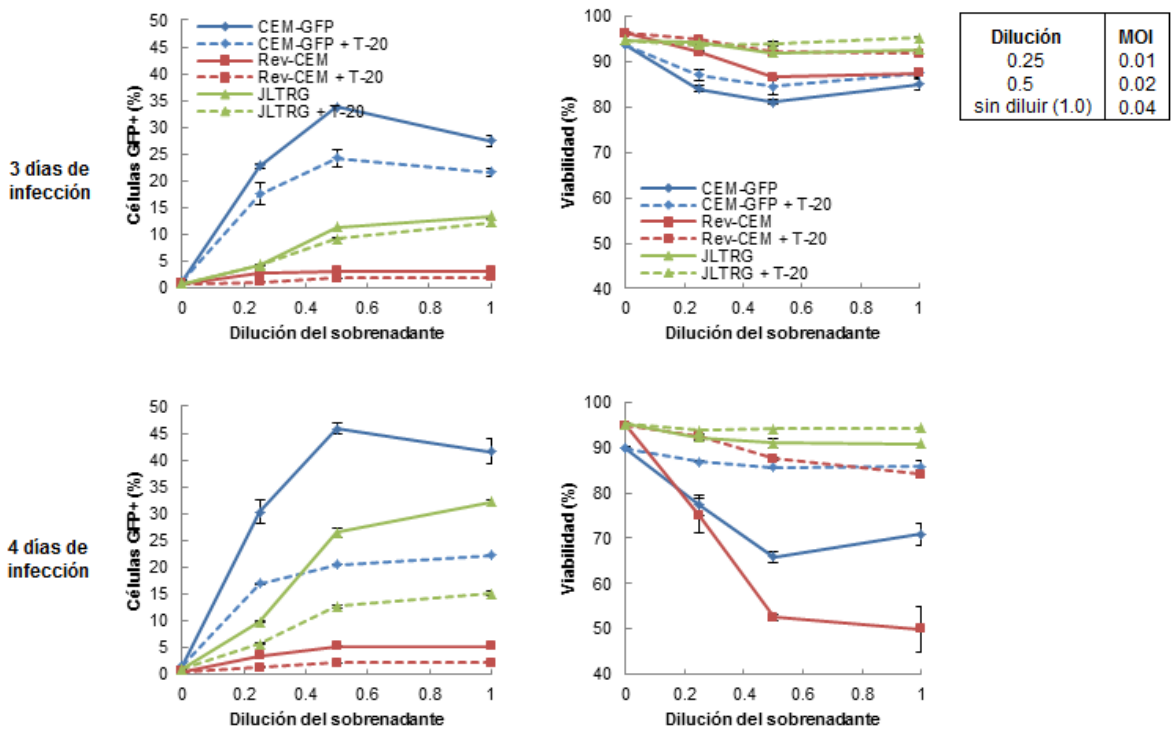 50
45
40
35
30
25
20
15
10
5
0
Células GFP+ (%)
CEM-GFP
CEM-GFP + T-20
Rev-CEM
Rev-CEM + T-20
JLTRG
JLTRG + T-20
0 0.2 0.4 0.6 0.8 1
Dilución del sobrenadante
3 días de
infección
100
90
80
70
60
50
40
Viabilidad (%)
CEM-GFP
CEM-GFP + T-20
Rev-CEM
Rev-CEM + T-20
JLTRG
JLTRG + T-20
0 0.2 0.4 0.6 0.8 1
Dilución del sobrenadante
Dilución MOI
0.25 0.01
0.5 0.02
sin diluir (1.0) 0.04
4 días de
infección
50
45
40
35
30
25
20
15
10
5
0
Células GFP+ (%)
0 0.2 0.4 0.6 0.8 1
Dilución del sobrenadante
100
90
80
70
60
50
40
Viabilidad (%)
0 0.2 0.4 0.6 0.8 1
Dilución del sobrenadante